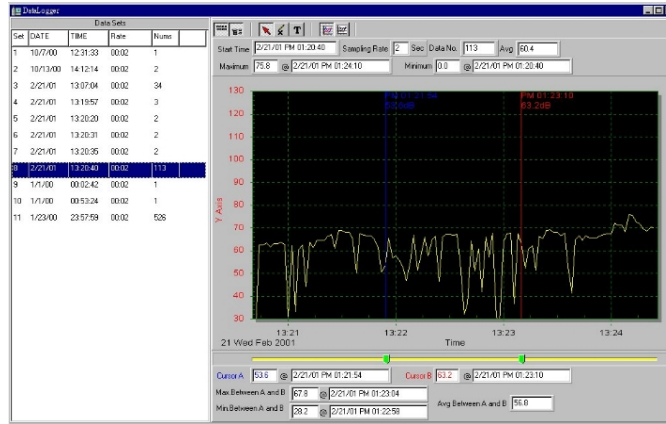 DataLogger
Data Sets
Set DATE TIME Rate Nums
1 10/7/00 12:31:33 00:02 1
2 10/13/00 14:12:14 00:02 2
3 2/21/01 13:07:04 00:02 34
4 2/21/01 13:19:57 00:02 3
5 2/21/01 13:20:20 00:02 2
6 2/21/01 13:20:31 00:02 2
7 2/21/01 13:20:35 00:02 2
8 2/21/01 13:20:40 00:02 113
9 1/1/00 00:02:42 00:02 1
10 1/1/00 00:53:24 00:02 1
11 1/23/00 23:57:59 00:02 526
T
Start Time 2/21/01 PM 01:20:40 Sampling Rate 2 Sec Data No. 113 Avg 60.4
Maximum 75.8 @ 2/21/01 PM 01:24:10 Minimum 0.0 @ 2/21/01 PM 01:20:40
PM 01:21:54 PM 01:23:10
53.6dB 63.2dB
130
120
110
100
90
80
70
60
50
40
30
Y Axis
13:21 13:22 13:23 13:24
21 Wed Feb 2001 Time
Cursor A 53.6 @ 2/21/01 PM 01:21:54 Cursor B 63.2 @ 2/21/01 PM 01:23:10
Max.Between A and B 67.8 @ 2/21/01 PM 01:23:04
Min.Between A and B 28.2 @ 2/21/01 PM 01:22:58
Avg Between A and B 56.8